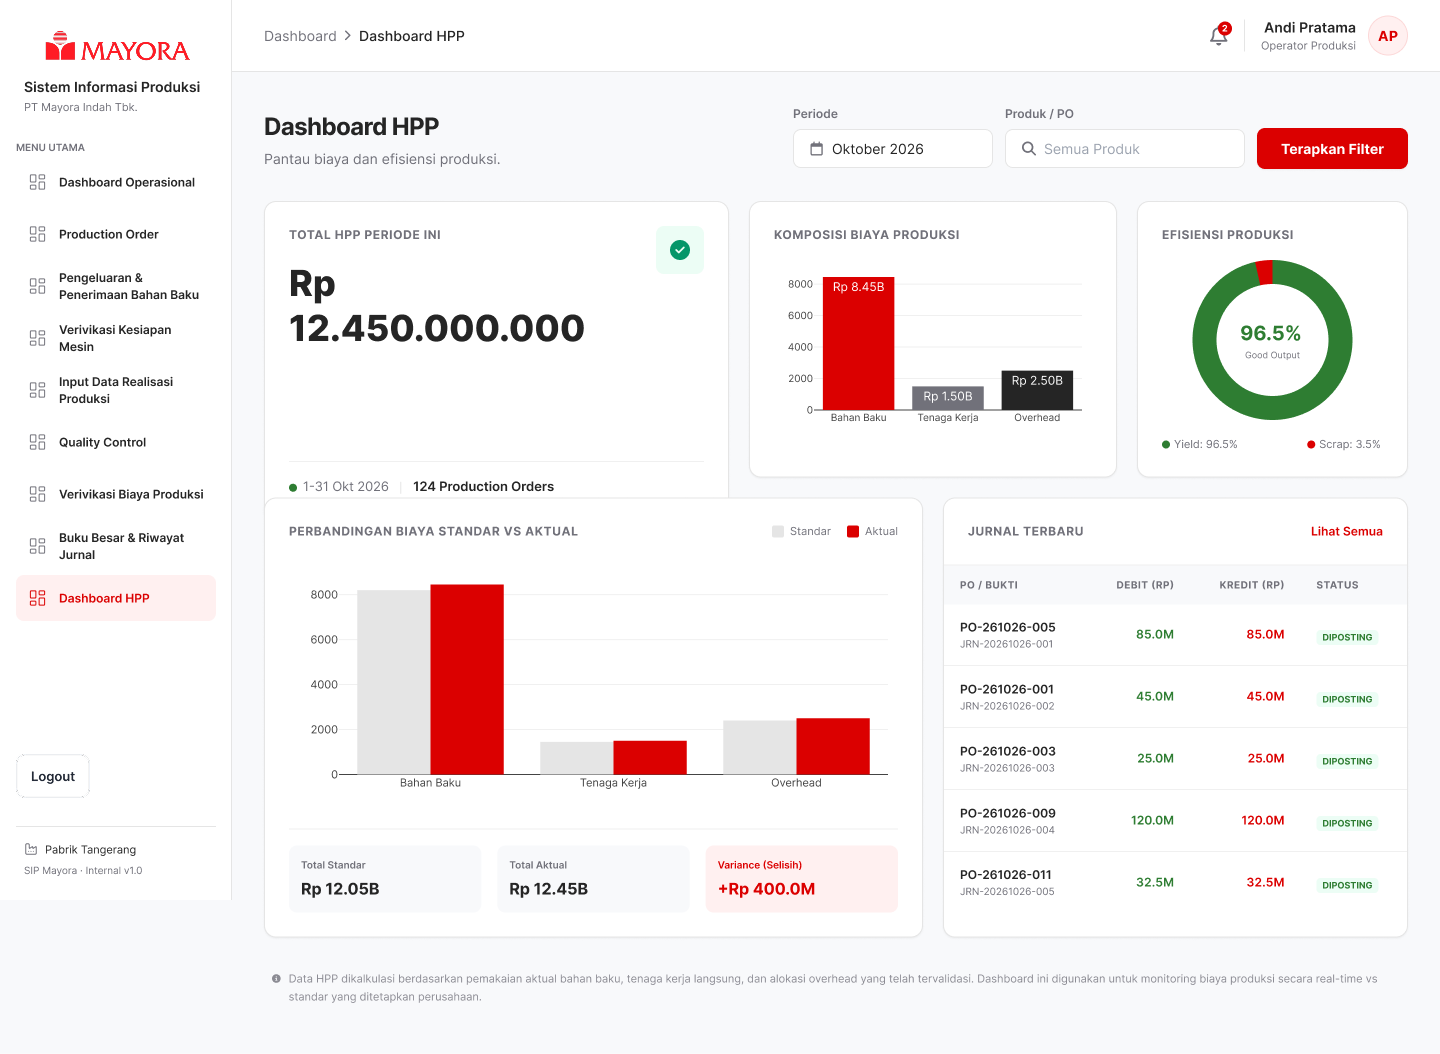 MAYORA
Sistem Informasi Produksi
PT Mayora Indah Tbk.
MENU UTAMA
Dashboard Operasional
Production Order
Pengeluaran &
Penerimaan Bahan Baku
Verivikasi Kesiapan
Mesin
Input Data Realisasi
Produksi
Quality Control
Verivikasi Biaya Produksi
Buku Besar & Riwayat
Jurnal
Dashboard HPP
Logout
Pabrik Tangerang
SIP Mayora · Internal v1.0
Dashboard > Dashboard HPP
2
Andi Pratama
Operator Produksi
AP
Dashboard HPP
Pantau biaya dan efisiensi produksi.
Periode
Oktober 2026
Produk / PO
Semua Produk
Terapkan Filter
TOTAL HPP PERIODE INI
Rp
12.450.000.000
1-31 Okt 2026 | 124 Production Orders
KOMPOSISI BIAYA PRODUKSI
8000
6000
4000
2000
0
Rp 8.45B
Rp 1.50B
Rp 2.50B
Bahan Baku
Tenaga Kerja
Overhead
EFISIENSI PRODUKSI
96.5%
Good Output
Yield: 96.5%
Scrap: 3.5%
PERBANDINGAN BIAYA STANDAR VS AKTUAL
Standar
Aktual
8000
6000
4000
2000
0
Bahan Baku
Tenaga Kerja
Overhead
Total Standar
Rp 12.05B
Total Aktual
Rp 12.45B
Variance (Selisih)
+Rp 400.0M
JURNAL TERBARU
Lihat Semua
PO / BUKTI DEBIT (RP) KREDIT (RP) STATUS
PO-261026-005
JRN-20261026-001
85.0M 85.0M DIPOSTING
PO-261026-001
JRN-20261026-002
45.0M 45.0M DIPOSTING
PO-261026-003
JRN-20261026-003
25.0M 25.0M DIPOSTING
PO-261026-009
JRN-20261026-004
120.0M 120.0M DIPOSTING
PO-261026-011
JRN-20261026-005
32.5M 32.5M DIPOSTING
Data HPP dikalkulasi berdasarkan pemakaian aktual bahan baku, tenaga kerja langsung, dan alokasi overhead yang telah tervalidasi. Dashboard ini digunakan untuk monitoring biaya produksi secara real-time vs
standar yang ditetapkan perusahaan.